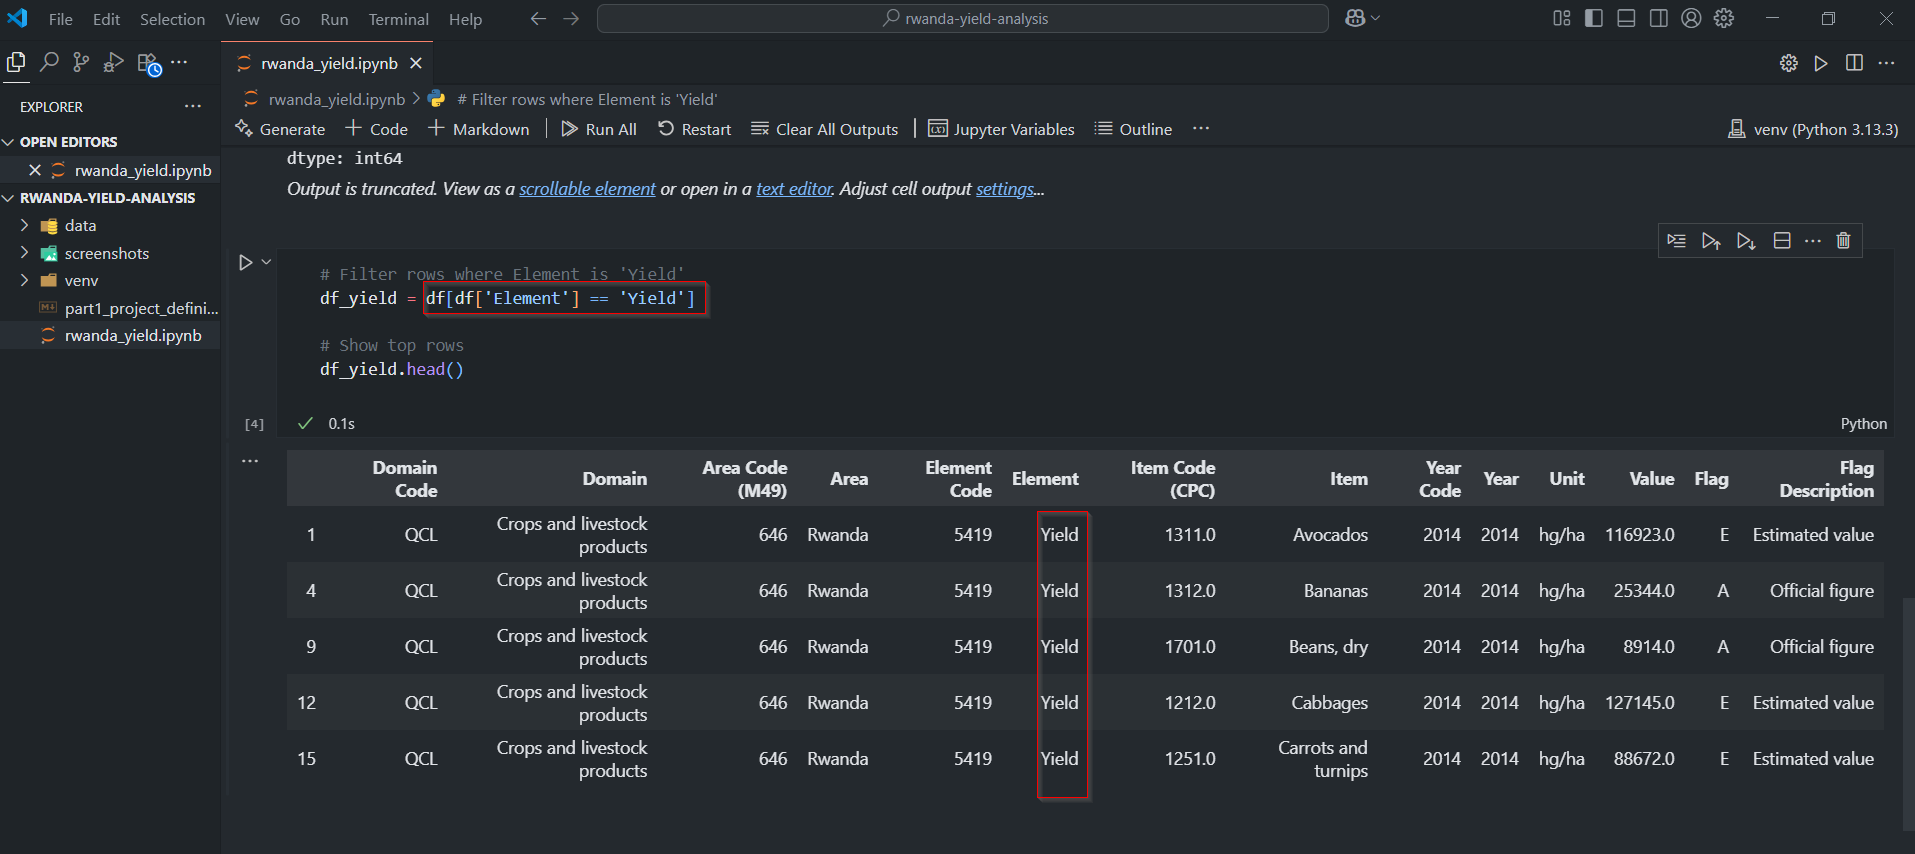 File Edit Selection View Go Run Terminal Help rwanda-yield-analysis
rwanda_yield.ipynb
EXPLORER
rwanda_yield.ipynb > # Filter rows where Element is 'Yield'
Generate + Code + Markdown Run All Restart Clear All Outputs Jupyter Variables Outline ... venv (Python 3.13.3)
OPEN EDITORS
rwanda_yield.ipynb
RWANDA-YIELD-ANALYSIS
data
screenshots
venv
part1_project_defini...
rwanda_yield.ipynb
dtype: int64
Output is truncated. View as a scrollable element or open in a text editor. Adjust cell output settings...
# Filter rows where Element is 'Yield'
df_yield = df[df['Element'] == 'Yield']
# Show top rows
df_yield.head()
[4] 0.1s Python
Domain Code Domain Area Code (M49) Area Element Code Element Item Code (CPC) Item Year Code Year Unit Value Flag Flag Description
1 QCL Crops and livestock products 646 Rwanda 5419 Yield 1311.0 Avocados 2014 2014 hg/ha 116923.0 E Estimated value
4 QCL Crops and livestock products 646 Rwanda 5419 Yield 1312.0 Bananas 2014 2014 hg/ha 25344.0 A Official figure
9 QCL Crops and livestock products 646 Rwanda 5419 Yield 1701.0 Beans, dry 2014 2014 hg/ha 8914.0 A Official figure
12 QCL Crops and livestock products 646 Rwanda 5419 Yield 1212.0 Cabbages 2014 2014 hg/ha 127145.0 E Estimated value
15 QCL Crops and livestock products 646 Rwanda 5419 Yield 1251.0 Carrots and turnips 2014 2014 hg/ha 88672.0 E Estimated value